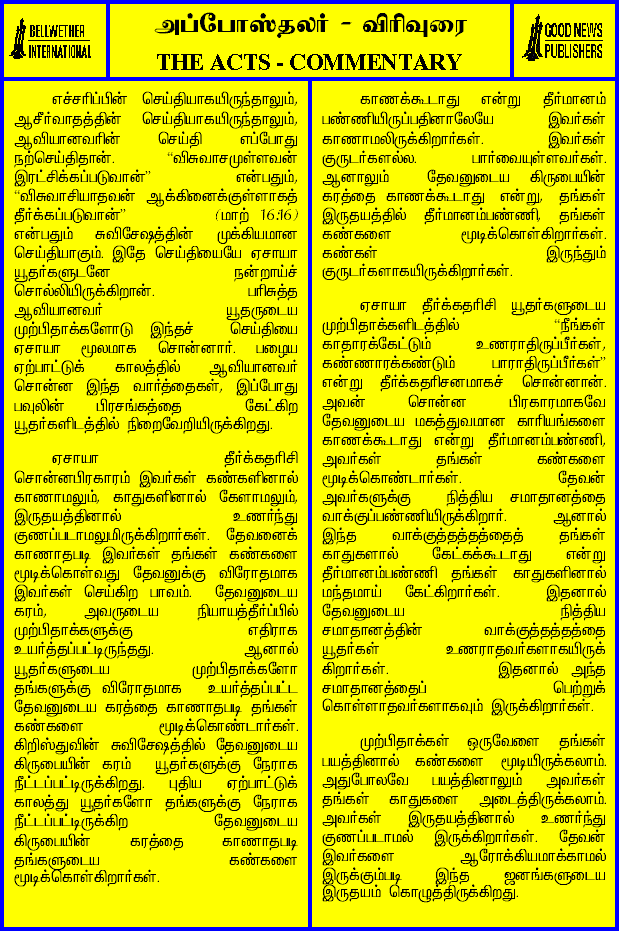 BELLWETHER
INTERNATIONAL
அப்போஸ்தலர் - விரிவுரை
THE ACTS - COMMENTARY
GOOD NEWS
PUBLISHERS
எச்சரிப்பின் செய்தியாகயிருந்தாலும்,
ஆசீர்வாதத்தின் செய்தியாகயிருந்தாலும்,
ஆவியானவரின் செய்தி எப்போது
நற்செய்திதான். “விசுவாசமுள்ளவன்
இரட்சிக்கப்படுவான்” என்பதும்,
“விசுவாசியாதவன் ஆக்கினைக்குள்ளாகத்
தீர்க்கப்படுவான்” (மாற் 16:16)
என்பதும் சுவிசேஷத்தின் முக்கியமான
செய்தியாகும். இதே செய்தியையே ஏசாயா
யூதர்களுடனே நன்றாய்ச்
சொல்லியிருக்கிறான். பரிசுத்த
ஆவியானவர் யூதருடைய
முற்பிதாக்களோடு இந்தச் செய்தியை
ஏசாயா மூலமாக சொன்னார். பழைய
ஏற்பாட்டுக் காலத்தில் ஆவியானவர்
சொன்ன இந்த வார்த்தைகள், இப்போது
பவுலின் பிரசங்கத்தை கேட்கிற
யூதர்களிடத்தில் நிறைவேறியிருக்கிறது.
ஏசாயா தீர்க்கதரிசி
சொன்னபிரகாரம் இவர்கள் கண்களினால்
காணாமலும், காதுகளினால் கேளாமலும்,
இருதயத்தினால் உணர்ந்து
குணப்படாமலுமிருக்கிறார்கள். தேவனைக்
காணாதபடி இவர்கள் தங்கள் கண்களை
மூடிக்கொள்வது தேவனுக்கு விரோதமாக
இவர்கள் செய்கிற பாவம். தேவனுடைய
கரம், அவருடைய நியாயத்தீர்ப்பில்
முற்பிதாக்களுக்கு எதிராக
உயர்த்தப்பட்டிருந்தது. ஆனால்
யூதர்களுடைய முற்பிதாக்களோ
தங்களுக்கு விரோதமாக உயர்த்தப்பட்ட
தேவனுடைய கரத்தை காணாதபடி தங்கள்
கண்களை மூடிக்கொண்டார்கள்.
கிறிஸ்துவின் சுவிசேஷத்தில் தேவனுடைய
கிருபையின் கரம் யூதர்களுக்கு நேராக
நீட்டப்பட்டிருக்கிறது. புதிய ஏற்பாட்டுக்
காலத்து யூதர்களோ தங்களுக்கு நேராக
நீட்டப்பட்டிருக்கிற தேவனுடைய
கிருபையின் கரத்தை காணாதபடி
தங்களுடைய கண்களை
மூடிக்கொள்கிறார்கள்.
காணக்கூடாது என்று தீர்மானம்
பண்ணியிருப்பதினாலேயே இவர்கள்
காணாமலிருக்கிறார்கள். இவர்கள்
குருடர்களல்ல. பார்வையுள்ளவர்கள்.
ஆனாலும் தேவனுடைய கிருபையின்
கரத்தை காணக்கூடாது என்று, தங்கள்
இருதயத்தில் தீர்மானம்பண்ணி, தங்கள்
கண்களை மூடிக்கொள்கிறார்கள்.
கண்கள் இருந்தும்
குருடர்களாகயிருக்கிறார்கள்.
ஏசாயா தீர்க்கதரிசி யூதர்களுடைய
முற்பிதாக்களிடத்தில் “நீங்கள்
காதாரக்கேட்டும் உணராதிருப்பீர்கள்,
கண்ணாரக்கண்டும் பாராதிருப்பீர்கள்”
என்று தீர்க்கதரிசனமாகச் சொன்னான்.
அவன் சொன்ன பிரகாரமாகவே
தேவனுடைய மகத்துவமான காரியங்களை
காணக்கூடாது என்று தீர்மானம்பண்ணி,
அவர்கள் தங்கள் கண்களை
மூடிக்கொண்டார்கள். தேவன்
அவர்களுக்கு நித்திய சமாதானத்தை
வாக்குப்பண்ணியிருக்கிறார். ஆனால்
இந்த வாக்குத்தத்தத்தைத் தங்கள்
காதுகளால் கேட்கக்கூடாது என்று
தீர்மானம்பண்ணி தங்கள் காதுகளினால்
மந்தமாய் கேட்கிறார்கள். இதனால்
தேவனுடைய நித்திய
சமாதானத்தின் வாக்குத்தத்தத்தை
யூதர்கள் உணராதவர்களாகயிருக்
கிறார்கள். இதனால் அந்த
சமாதானத்தைப் பெற்றுக்
கொள்ளாதவர்களாகவும் இருக்கிறார்கள்.
முற்பிதாக்கள் ஒருவேளை தங்கள்
பயத்தினால் கண்களை மூடியிருக்கலாம்.
அதுபோலவே பயத்தினாலும் அவர்கள்
தங்கள் காதுகளை அடைத்திருக்கலாம்.
அவர்கள் இருதயத்தினால் உணர்ந்து
குணப்படாமல் இருக்கிறார்கள். தேவன்
இவர்களை ஆரோக்கியமாக்காமல்
இருக்கும்படி இந்த ஜனங்களுடைய
இருதயம் கொழுத்திருக்கிறது.